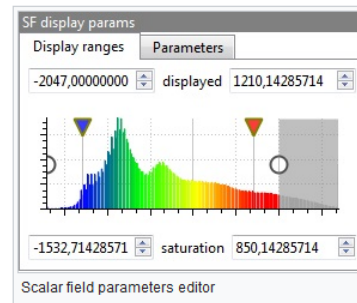 SF display params
Display ranges Parameters
-2047,00000000 displayed 1210,14285714
-1532,71428571 saturation 850,14285714
Scalar field parameters editor